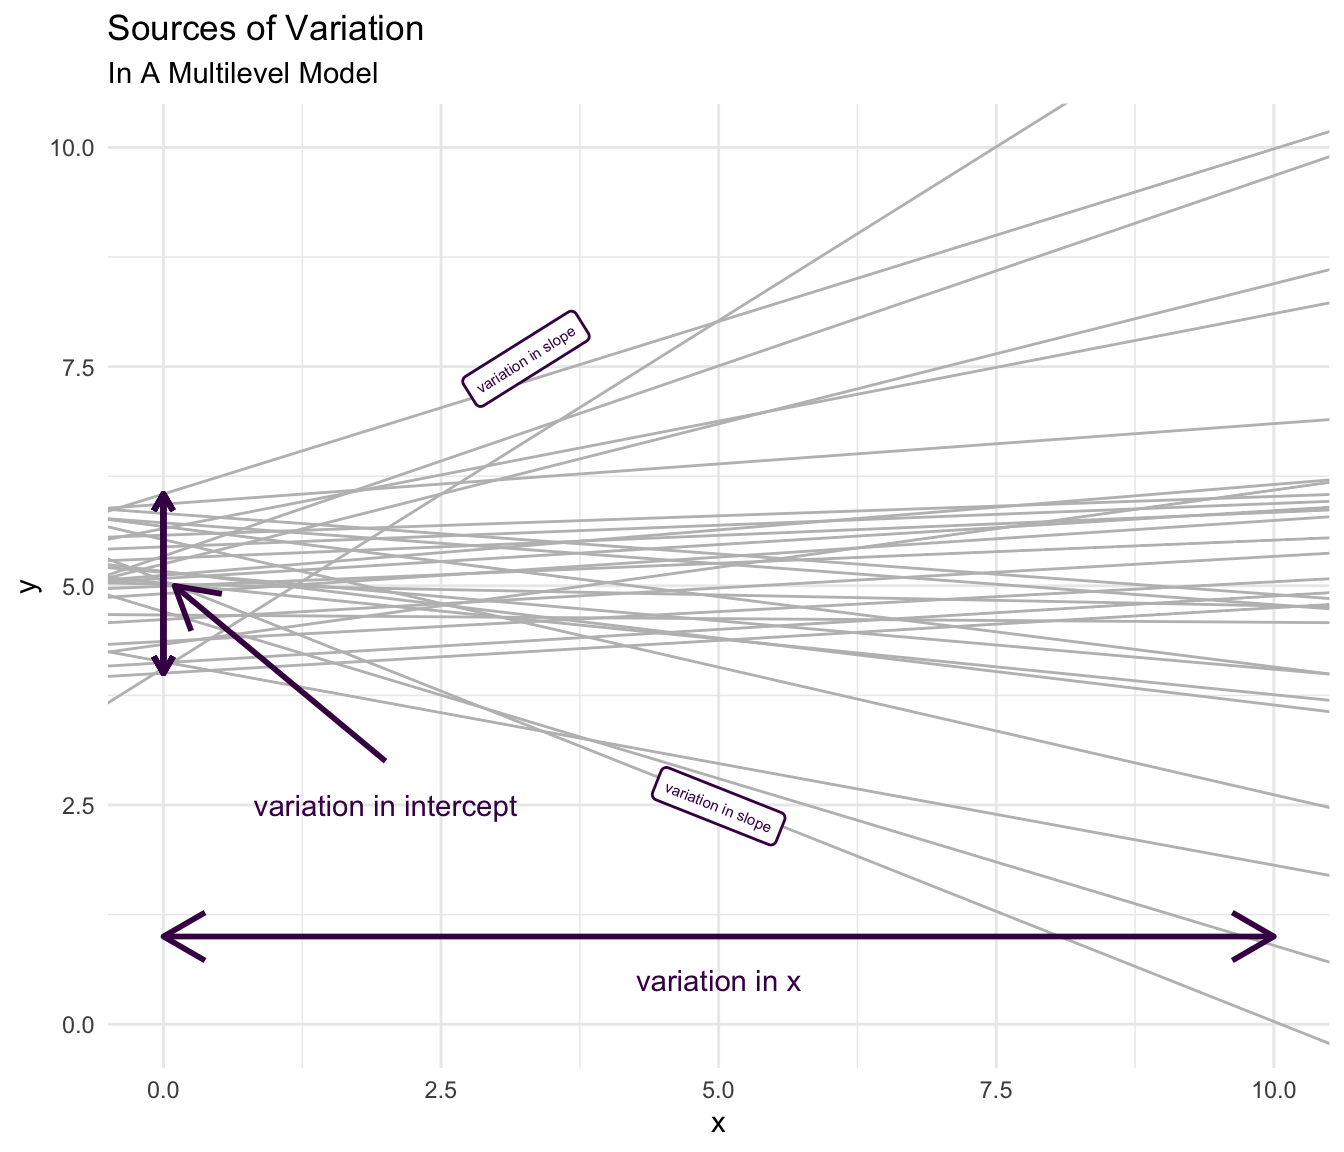 Sources of Variation
In A Multilevel Model
10.0
7.5
5.0
2.5
0.0
y
variation in slope
variation in intercept
variation in slope
variation in x
0.0 2.5 5.0 7.5 10.0
x